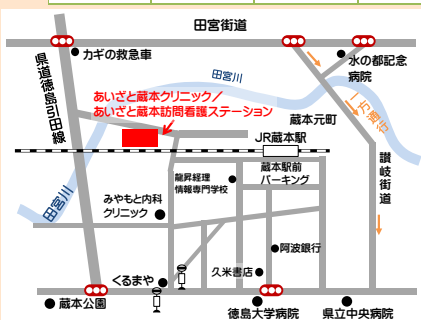 田宮街道
カギの救急車
水の都記念
病院
県道徳島引田線
田宮川
あいざと蔵本クリニック／
あいざと蔵本訪問看護ステーション
一方通行
蔵本元町
JR蔵本駅
讃岐街道
龍昇経理
情報専門学校
蔵本駅前
パーキング
田宮川
みやもと内科
クリニック
阿波銀行
くるまや
久米書店
蔵本公園
徳島大学病院
県立中央病院